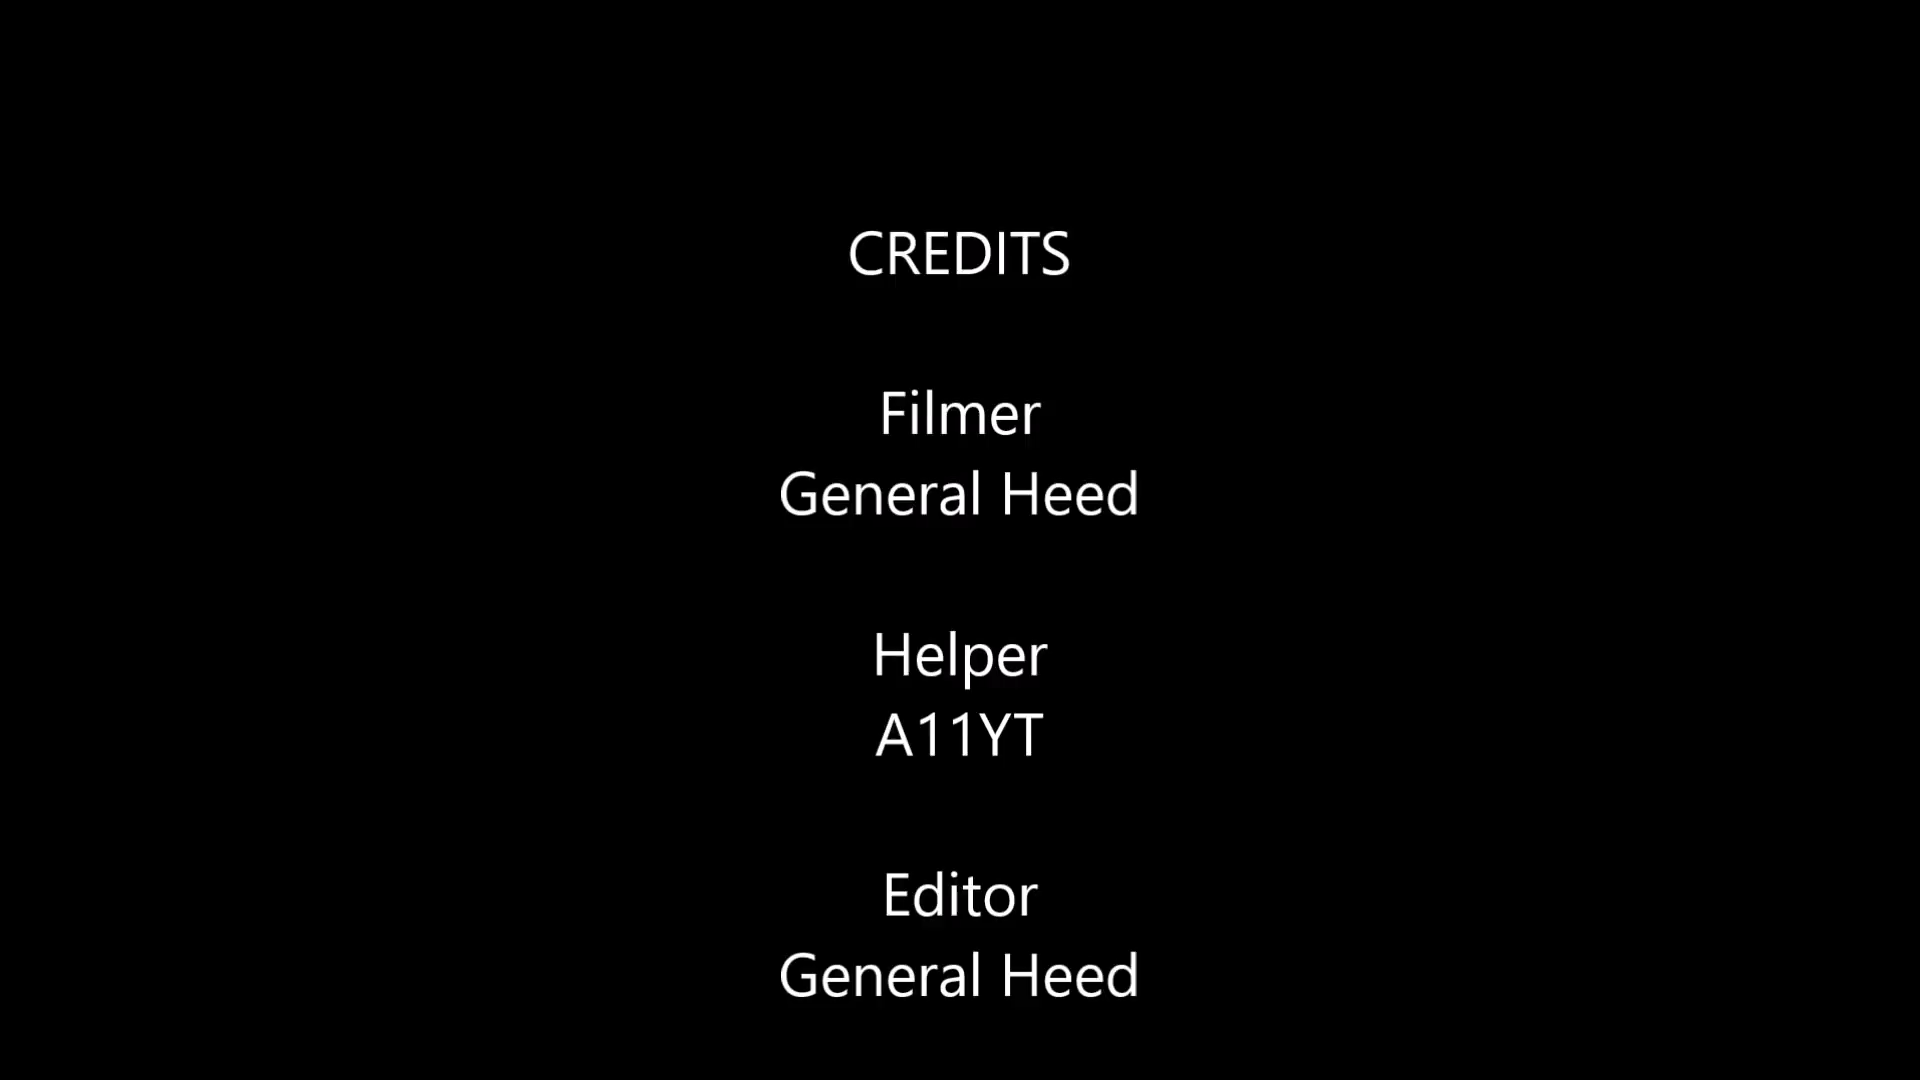 CREDITS
Filmer
General Heed
Helper
A11YT
Editor
General Heed